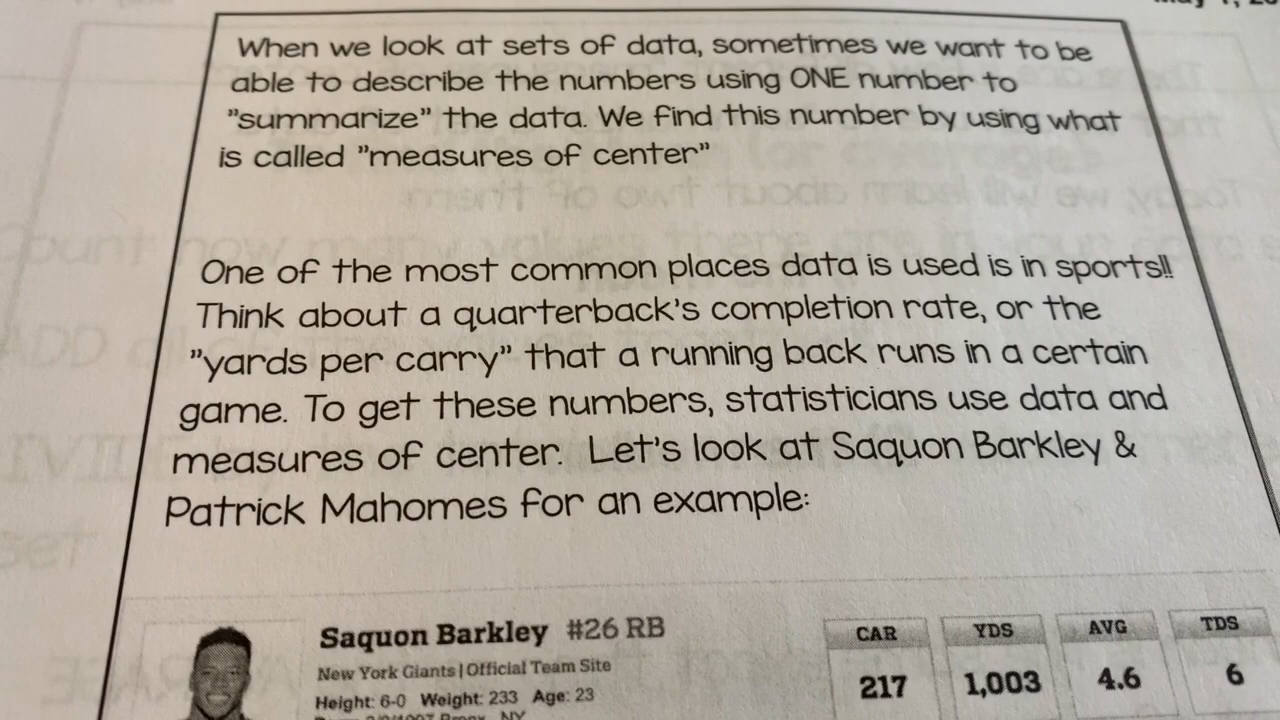 When we look at sets of data, sometimes we want to be
able to describe the numbers using ONE number to
"summarize" the data. We find this number by using what
is called "measures of center"
One of the most common places data is used is in sports!!
Think about a quarterback's completion rate, or the
"yards per carry" that a running back runs in a certain
game. To get these numbers, statisticians use data and
measures of center. Let's look at Saquon Barkley &
Patrick Mahomes for an example:
Saquon Barkley #26 RB
New York Giants | Official Team Site
Height: 6-0 Weight: 233 Age: 23
CAR YDS AVG TDS
217 1,003 4.6 6